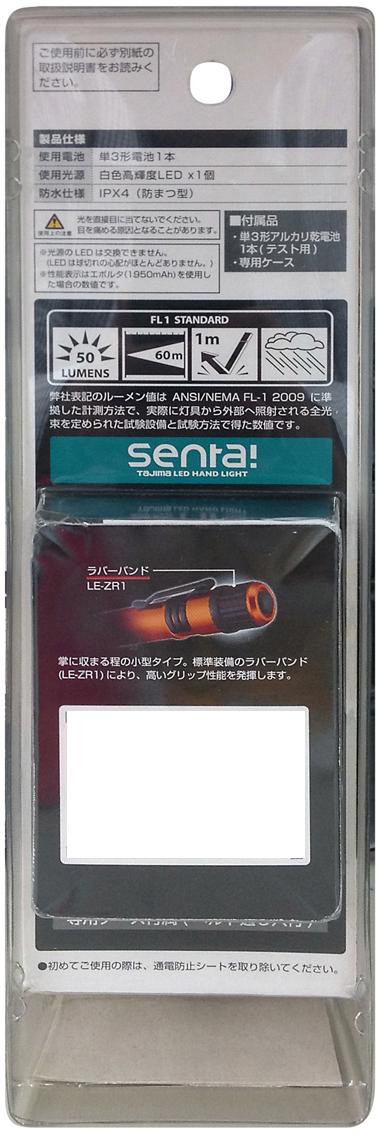 ご使用前に必ず別紙の
取扱説明書をお読みく
ださい。
製品仕様
使用電池 単3形電池1本
使用光源 白色高輝度LED x1個
防水仕様 IPX4（防まつ型）
使用上の注意
光を直接目に当てないでください。
目を痛める原因となることがあります。
※光源のLEDは交換できません。
(LEDは球切れの心配がほとんどありません。)
※性能表示はエボルタ(1950mAh)を使用し
た場合の数値です。
■付属品
・単3形アルカリ乾電池
1本(テスト用)
・専用ケース
FL1 STANDARD
50
LUMENS
60m
1m
弊社表記のルーメン値は ANSI/NEMA FL-1 2009 に準
拠した計測方法で、実際に灯具から外部へ照射される全光
束を定められた試験設備と試験方法で得た数値です。
senta!
TAJIMA LED HAND LIGHT
ラバーバンド
LE-ZR1
掌に収まる程の小型タイプ。標準装備のラバーバンド
(LE-ZR1)により、高いグリップ性能を発揮します。
●初めてご使用の際は、通電防止シートを取り除いてください。